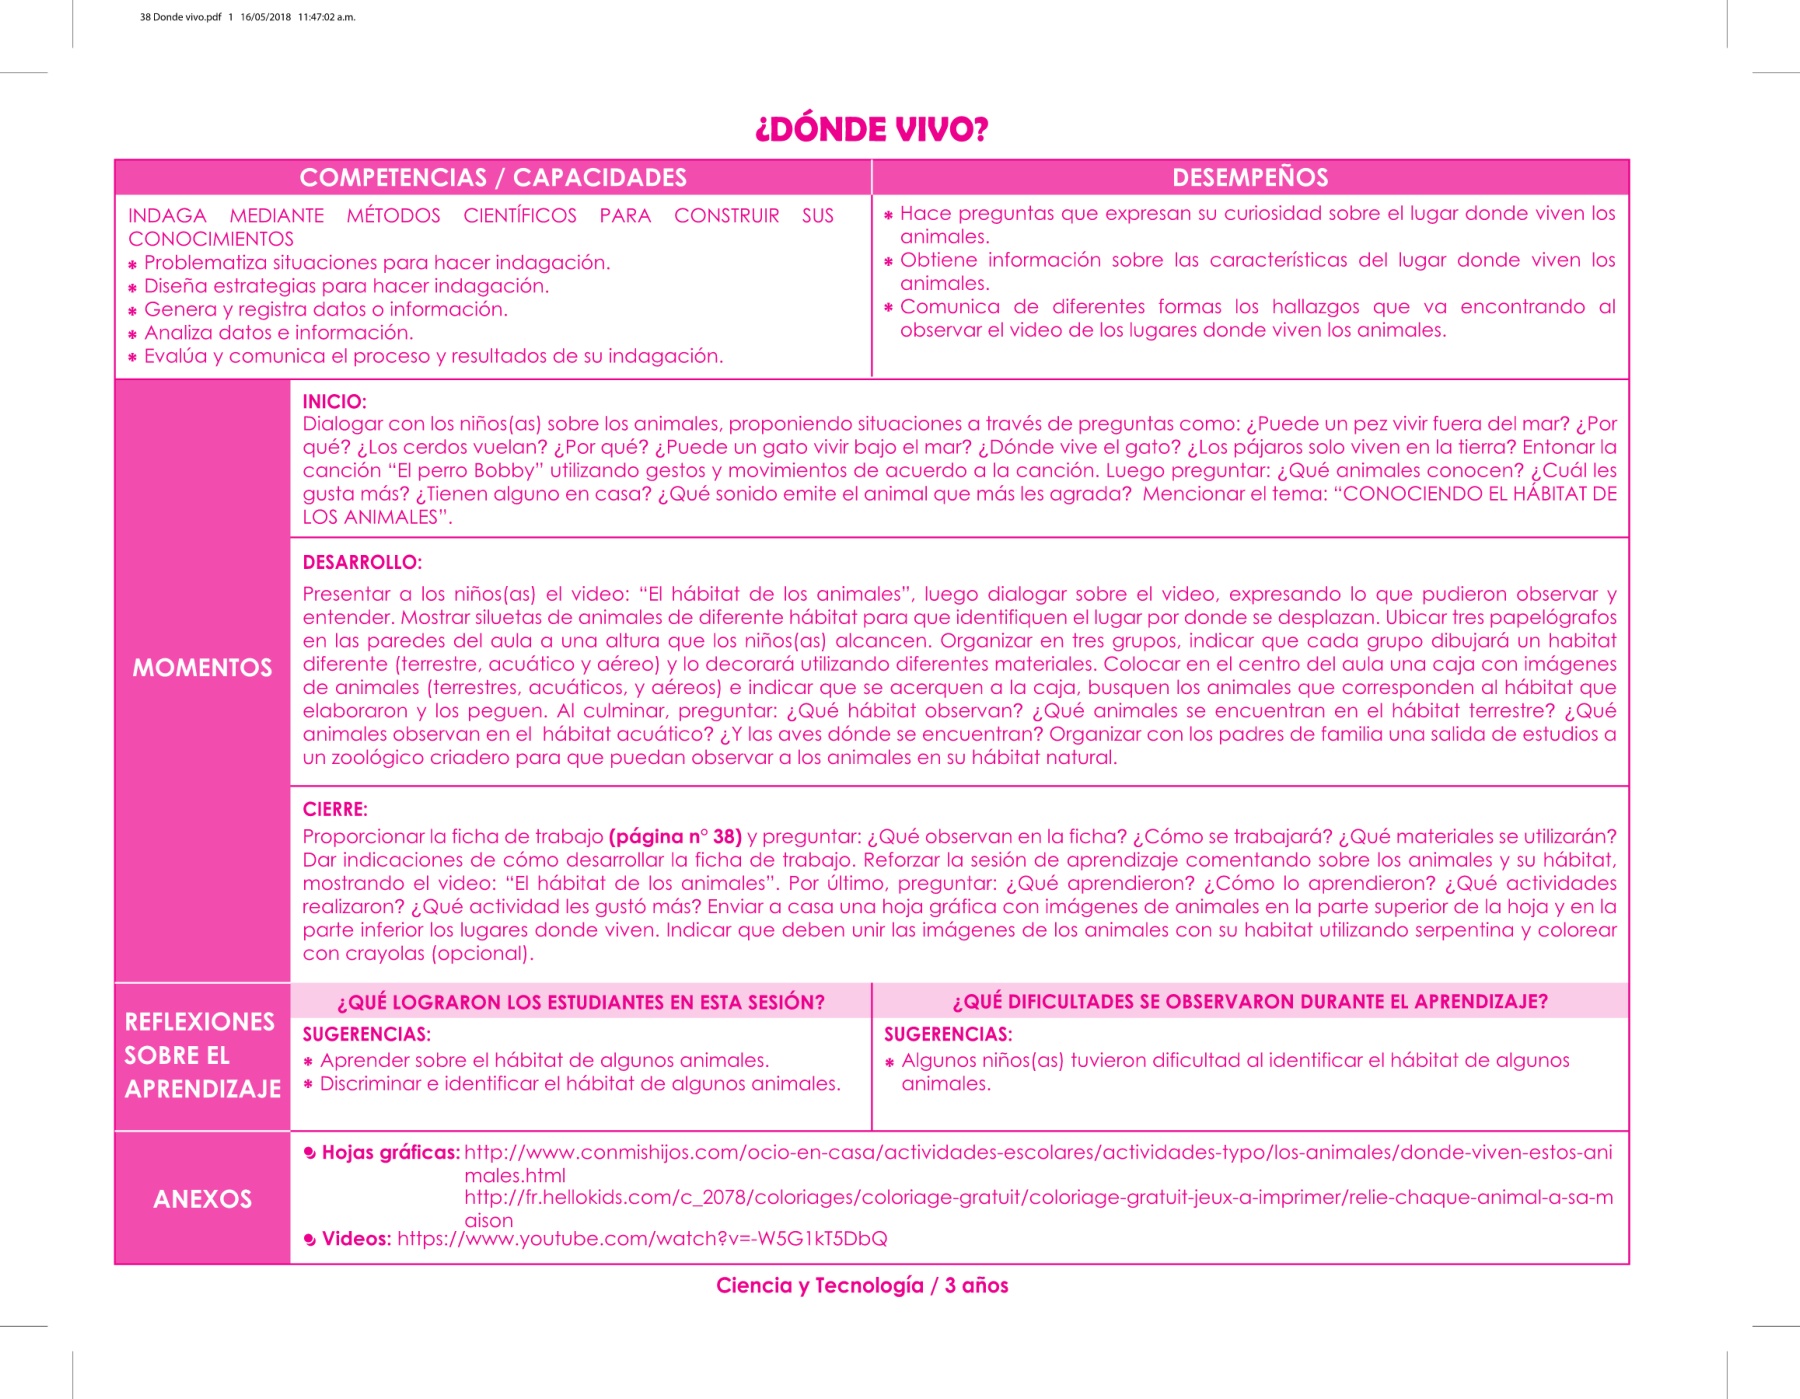 38 Donde vivo.pdf   1   16/05/2018   11:47:02 a.m.
¿DÓNDE VIVO?
COMPETENCIAS / CAPACIDADES
INDAGA MEDIANTE MÉTODOS CIENTÍFICOS PARA CONSTRUIR SUS
CONOCIMIENTOS
* Problematiza situaciones para hacer indagación.
* Diseña estrategias para hacer indagación.
* Genera y registra datos o información.
* Analiza datos e información.
* Evalúa y comunica el proceso y resultados de su indagación.
DESEMPEÑOS
* Hace preguntas que expresan su curiosidad sobre el lugar donde viven los
animales.
* Obtiene información sobre las características del lugar donde viven los
animales.
* Comunica de diferentes formas los hallazgos que va encontrando al
observar el video de los lugares donde viven los animales.
MOMENTOS
INICIO:
Dialogar con los niños(as) sobre los animales, proponiendo situaciones a través de preguntas como: ¿Puede un pez vivir fuera del mar? ¿Por
qué? ¿Los cerdos vuelan? ¿Por qué? ¿Puede un gato vivir bajo el mar? ¿Dónde vive el gato? ¿Los pájaros solo viven en la tierra? Entonar la
canción “El perro Bobby” utilizando gestos y movimientos de acuerdo a la canción. Luego preguntar: ¿Qué animales conocen? ¿Cuál les
gusta más? ¿Tienen alguno en casa? ¿Qué sonido emite el animal que más les agrada?  Mencionar el tema: “CONOCIENDO EL HÁBITAT DE
LOS ANIMALES”.
DESARROLLO:
Presentar a los niños(as) el video: “El hábitat de los animales”, luego dialogar sobre el video, expresando lo que pudieron observar y
entender. Mostrar siluetas de animales de diferente hábitat para que identifiquen el lugar por donde se desplazan. Ubicar tres papelógrafos
en las paredes del aula a una altura que los niños(as) alcancen. Organizar en tres grupos, indicar que cada grupo dibujará un habitat
diferente (terrestre, acuático y aéreo) y lo decorará utilizando diferentes materiales. Colocar en el centro del aula una caja con imágenes
de animales (terrestres, acuáticos, y aéreos) e indicar que se acerquen a la caja, busquen los animales que corresponden al hábitat que
elaboraron y los peguen. Al culminar, preguntar: ¿Qué hábitat observan? ¿Qué animales se encuentran en el hábitat terrestre? ¿Qué
animales observan en el  hábitat acuático? ¿Y las aves dónde se encuentran? Organizar con los padres de familia una salida de estudios a
un zoológico criadero para que puedan observar a los animales en su hábitat natural.
CIERRE:
Proporcionar la ficha de trabajo (página n° 38) y preguntar: ¿Qué observan en la ficha? ¿Cómo se trabajará? ¿Qué materiales se utilizarán?
Dar indicaciones de cómo desarrollar la ficha de trabajo. Reforzar la sesión de aprendizaje comentando sobre los animales y su hábitat,
mostrando el video: “El hábitat de los animales”. Por último, preguntar: ¿Qué aprendieron? ¿Cómo lo aprendieron? ¿Qué actividades
realizaron? ¿Qué actividad les gustó más? Enviar a casa una hoja gráfica con imágenes de animales en la parte superior de la hoja y en la
parte inferior los lugares donde viven. Indicar que deben unir las imágenes de los animales con su habitat utilizando serpentina y colorear
con crayolas (opcional).
REFLEXIONES
SOBRE EL
APRENDIZAJE
¿QUÉ LOGRARON LOS ESTUDIANTES EN ESTA SESIÓN?
SUGERENCIAS:
* Aprender sobre el hábitat de algunos animales.
* Discriminar e identificar el hábitat de algunos animales.
¿QUÉ DIFICULTADES SE OBSERVARON DURANTE EL APRENDIZAJE?
SUGERENCIAS:
* Algunos niños(as) tuvieron dificultad al identificar el hábitat de algunos
animales.
ANEXOS
Hojas gráficas: http://www.conmishijos.com/ocio-en-casa/actividades-escolares/actividades-typo/los-animales/donde-viven-estos-ani
males.html
http://fr.hellokids.com/c_2078/coloriages/coloriage-gratuit/coloriage-gratuit-jeux-a-imprimer/relie-chaque-animal-a-sa-m
aison
Videos: https://www.youtube.com/watch?v=-W5G1kT5DbQ
Ciencia y Tecnología / 3 años